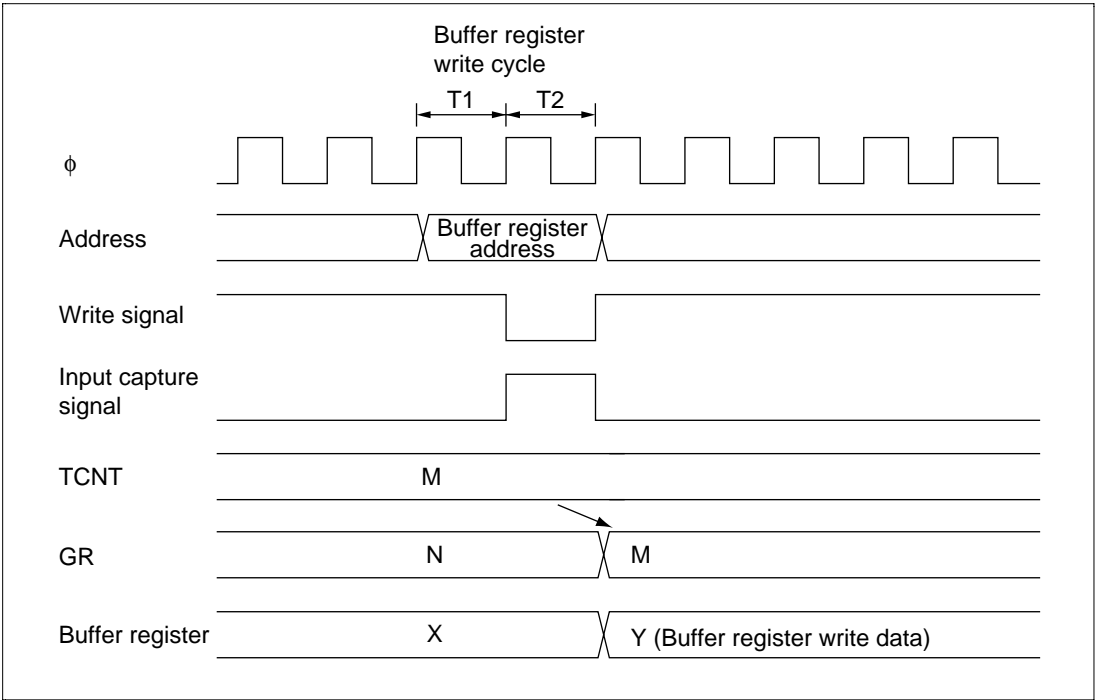 Buffer register
write cycle
T1 T2
ϕ
Address
Buffer register
address
Write signal
Input capture
signal
TCNT
M
GR
N
M
Buffer register
X
Y (Buffer register write data)